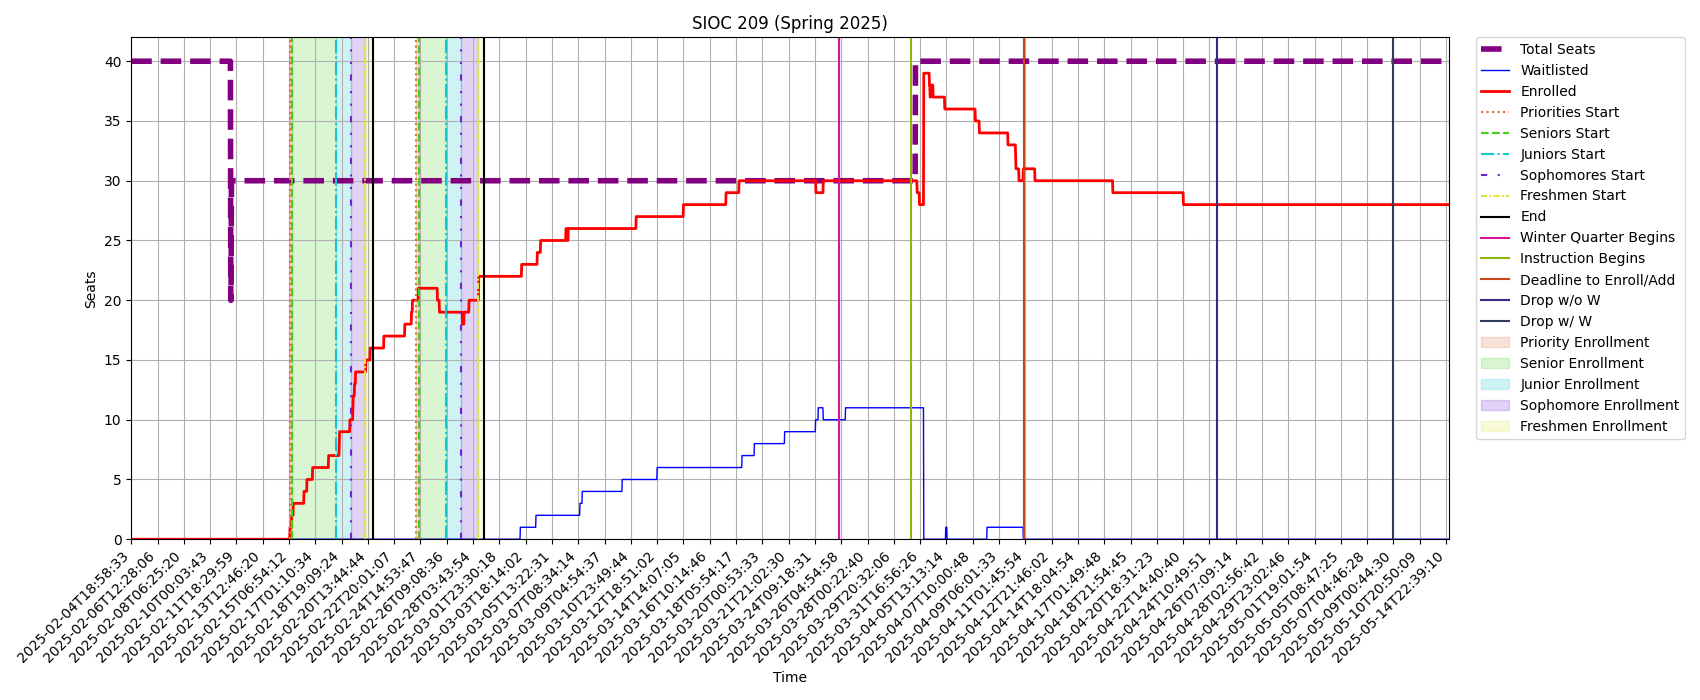 SIOC 209 (Spring 2025)
Seats
40
35
30
25
20
15
10
5
0
2025-02-04T18:58:33
2025-02-06T12:28:06
2025-02-08T06:25:20
2025-02-10T00:03:43
2025-02-11T18:29:59
2025-02-13T12:46:20
2025-02-15T06:54:12
2025-02-17T01:10:34
2025-02-18T19:09:24
2025-02-20T13:44:44
2025-02-22T20:01:07
2025-02-24T14:53:47
2025-02-26T09:08:36
2025-02-28T03:43:54
2025-03-01T23:30:18
2025-03-03T18:14:02
2025-03-05T13:22:31
2025-03-07T08:34:14
2025-03-09T04:54:37
2025-03-10T23:49:44
2025-03-12T18:51:02
2025-03-14T14:07:05
2025-03-16T10:14:46
2025-03-18T05:54:17
2025-03-20T00:53:33
2025-03-21T21:02:30
2025-03-24T09:18:31
2025-03-26T04:54:58
2025-03-28T00:22:40
2025-03-29T20:32:06
2025-03-31T16:56:28
2025-04-05T13:13:14
2025-04-07T10:00:48
2025-04-09T06:01:33
2025-04-11T01:45:54
2025-04-12T21:46:02
2025-04-14T18:04:54
2025-04-17T01:49:48
2025-04-18T21:54:45
2025-04-20T18:31:23
2025-04-22T14:40:40
2025-04-24T10:49:51
2025-04-26T07:09:14
2025-04-28T02:56:42
2025-04-29T23:02:46
2025-05-01T19:01:54
2025-05-05T08:47:25
2025-05-07T04:46:28
2025-05-09T00:44:30
2025-05-10T20:50:09
2025-05-14T22:39:10
Time
Total Seats
Waitlisted
Enrolled
Priorities Start
Seniors Start
Juniors Start
Sophomores Start
Freshmen Start
End
Winter Quarter Begins
Instruction Begins
Deadline to Enroll/Add
Drop w/o W
Drop w/ W
Priority Enrollment
Senior Enrollment
Junior Enrollment
Sophomore Enrollment
Freshmen Enrollment